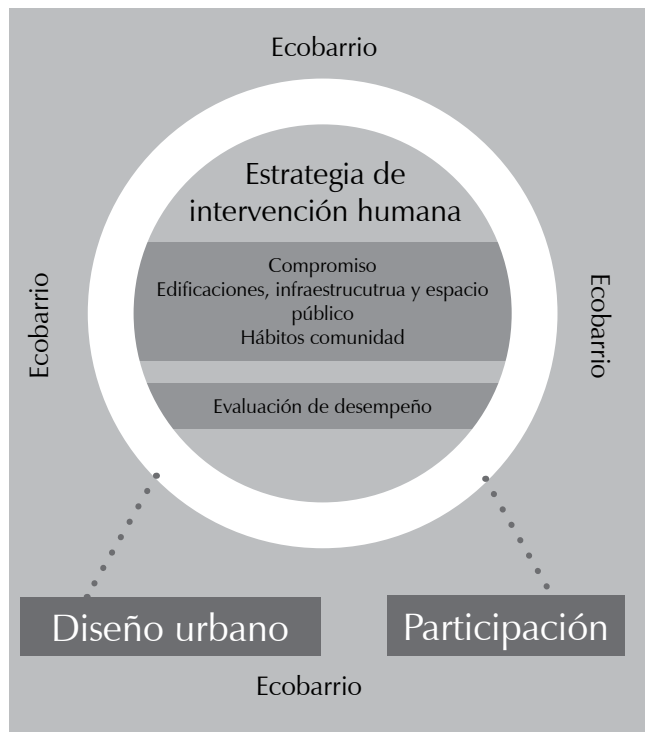 Ecobarrio
Estrategia de
intervención humana
Compromiso
Edificaciones, infraestrucutrua y espacio
público
Hábitos comunidad
Evaluación de desempeño
Ecobarrio
Ecobarrio
Diseño urbano
Participación
Ecobarrio